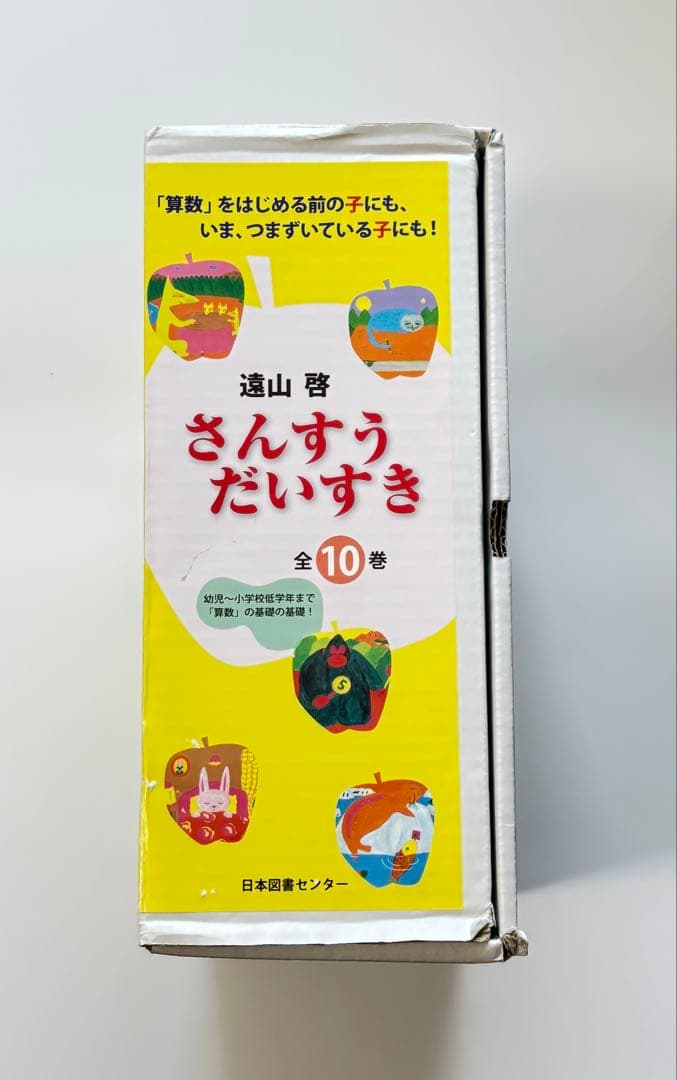 「算数」をはじめる前の子にも、
いま、つまずいている子にも!
遠山 啓
さんすう
だいすき
全10巻
幼児〜小学校低学年まで
「算数」の基礎の基礎!
5
日本図書センター